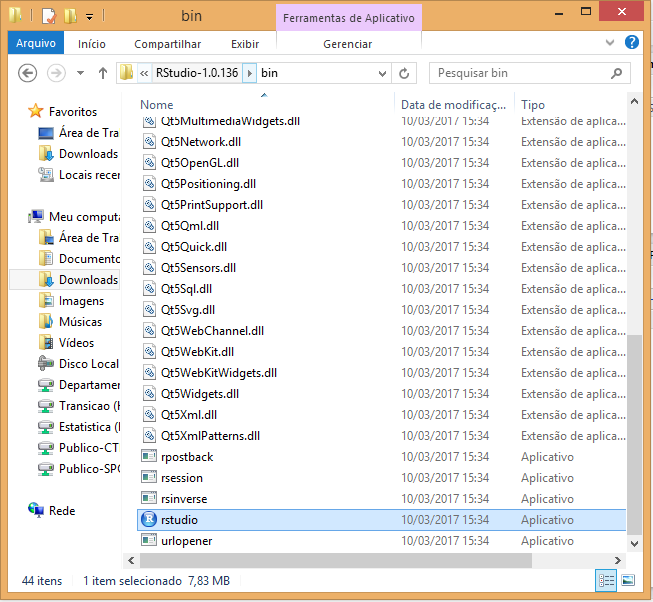 bin
Ferramentas de Aplicativo
Arquivo
Início
Compartilhar
Exibir
Gerenciar
« RStudio-1.0.136 bin
Pesquisar bin
Favoritos
Área de Tra
Downloads
Locais recer
Meu computa
Área de Tra
Documento
Downloads
Imagens
Músicas
Vídeos
Disco Local
Departamer
Transicao (H
Estatistica (I
Publico-CT
Publico-SPC
Rede
Nome Data de modificaç... Tipo
Qt5MultimediaWidgets.dll 10/03/2017 15:34 Extensão de aplica...
Qt5Network.dll 10/03/2017 15:34 Extensão de aplica...
Qt5OpenGL.dll 10/03/2017 15:34 Extensão de aplica...
Qt5Positioning.dll 10/03/2017 15:34 Extensão de aplica...
Qt5PrintSupport.dll 10/03/2017 15:34 Extensão de aplica...
Qt5Qml.dll 10/03/2017 15:34 Extensão de aplica...
Qt5Quick.dll 10/03/2017 15:34 Extensão de aplica...
Qt5Sensors.dll 10/03/2017 15:34 Extensão de aplica...
Qt5Sql.dll 10/03/2017 15:34 Extensão de aplica...
Qt5Svg.dll 10/03/2017 15:34 Extensão de aplica...
Qt5WebChannel.dll 10/03/2017 15:34 Extensão de aplica...
Qt5WebKit.dll 10/03/2017 15:34 Extensão de aplica...
Qt5WebKitWidgets.dll 10/03/2017 15:34 Extensão de aplica...
Qt5Widgets.dll 10/03/2017 15:34 Extensão de aplica...
Qt5Xml.dll 10/03/2017 15:34 Extensão de aplica...
Qt5XmlPatterns.dll 10/03/2017 15:34 Extensão de aplica...
rpostback 10/03/2017 15:34 Aplicativo
rsession 10/03/2017 15:34 Aplicativo
rsinverse 10/03/2017 15:34 Aplicativo
rstudio 10/03/2017 15:34 Aplicativo
urlopener 10/03/2017 15:34 Aplicativo
44 itens 1 item selecionado 7,83 MB